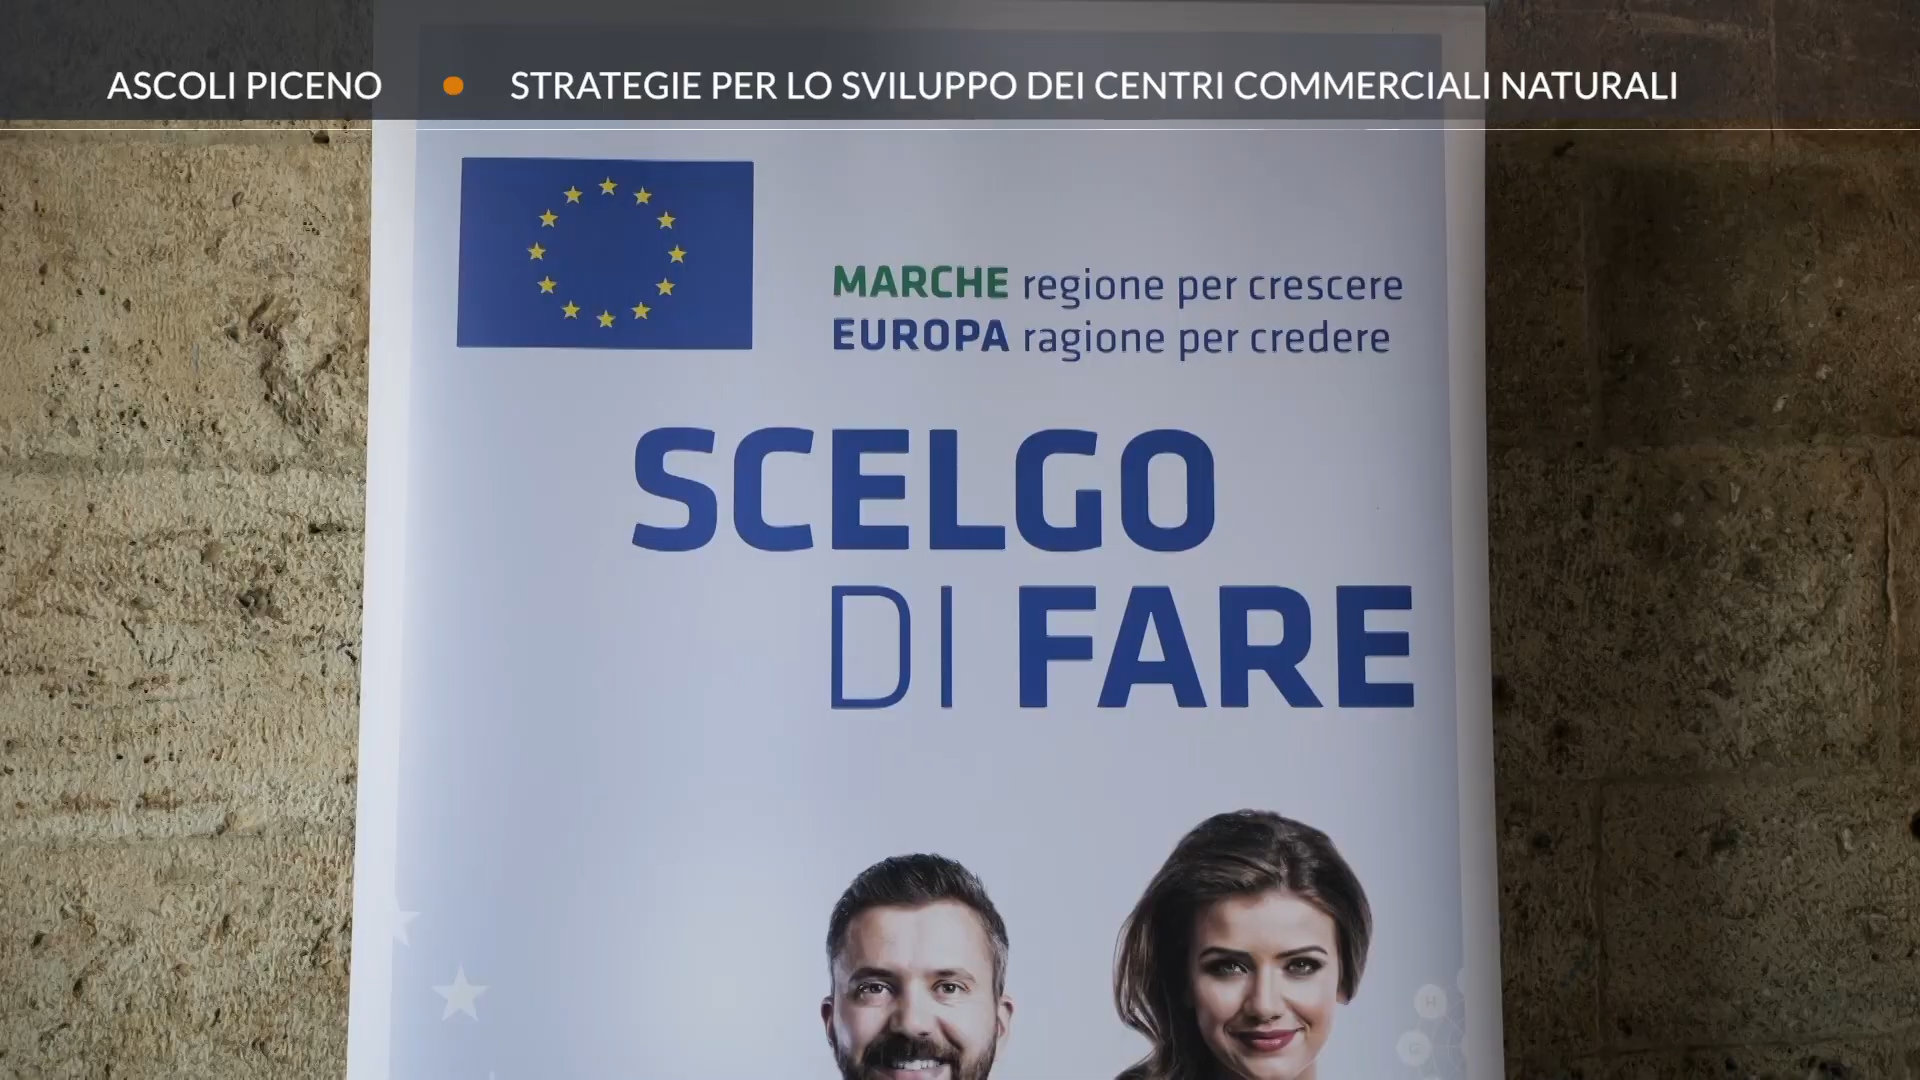 ASCOLI PICENO • STRATEGIE PER LO SVILUPPO DEI CENTRI COMMERCIALI NATURALI
MARCHE regione per crescere
EUROPA ragione per credere
SCELGO
DI FARE
H
G